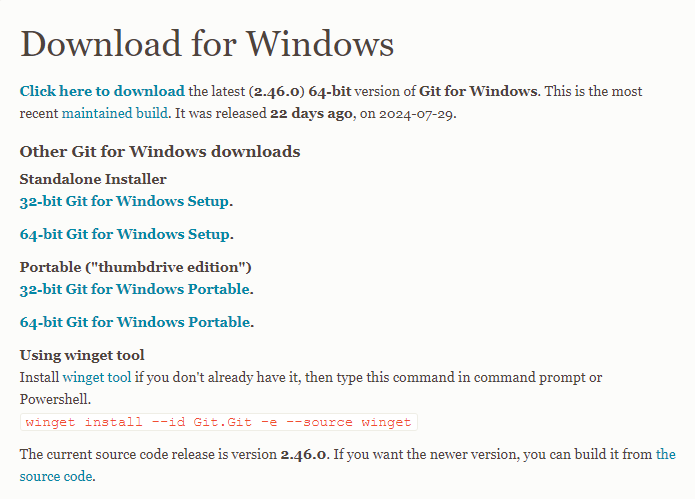 Download for Windows
Click here to download the latest (2.46.0) 64-bit version of Git for Windows. This is the most
recent maintained build. It was released 22 days ago, on 2024-07-29.
Other Git for Windows downloads
Standalone Installer
32-bit Git for Windows Setup.
64-bit Git for Windows Setup.
Portable ("thumbdrive edition")
32-bit Git for Windows Portable.
64-bit Git for Windows Portable.
Using winget tool
Install winget tool if you don't already have it, then type this command in command prompt or
Powershell.
winget install --id Git.Git -e --source winget
The current source code release is version 2.46.0. If you want the newer version, you can build it from the
source code.